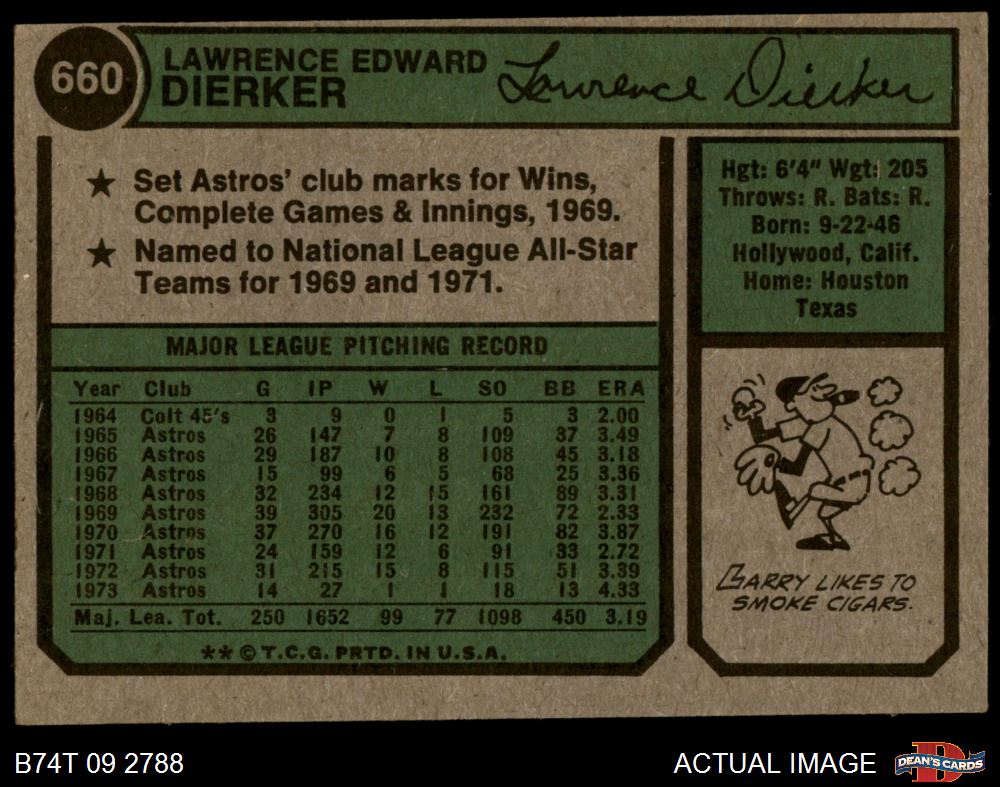 660
LAWRENCE EDWARD
DIERKER
Lawrence Dierker
★ Set Astros' club marks for Wins,
Complete Games & Innings, 1969.
★ Named to National League All-Star
Teams for 1969 and 1971.
Hgt: 6'4" Wgt: 205
Throws: R. Bats: R.
Born: 9-22-46
Hollywood, Calif.
Home: Houston
Texas
MAJOR LEAGUE PITCHING RECORD
Year Club G IP W L SO BB ERA
1964 Colt 45's 3 9 0 1 5 3 2.00
1965 Astros 26 147 7 8 109 37 3.49
1966 Astros 29 187 10 8 108 45 3.18
1967 Astros 15 99 6 5 68 25 3.36
1968 Astros 32 234 12 15 161 89 3.31
1969 Astros 39 305 20 13 232 72 2.33
1970 Astros 37 270 16 12 191 82 3.87
1971 Astros 24 159 12 6 91 33 2.72
1972 Astros 31 215 15 8 115 51 3.39
1973 Astros 14 27 1 1 18 13 4.33
Maj. Lea. Tot. 250 1652 99 77 1098 450 3.19
** © T.C.G. PRTD. IN U.S.A.
LARRY LIKES TO
SMOKE CIGARS.
B74T 09 2788
ACTUAL IMAGE
D
DEAN'S CARDS